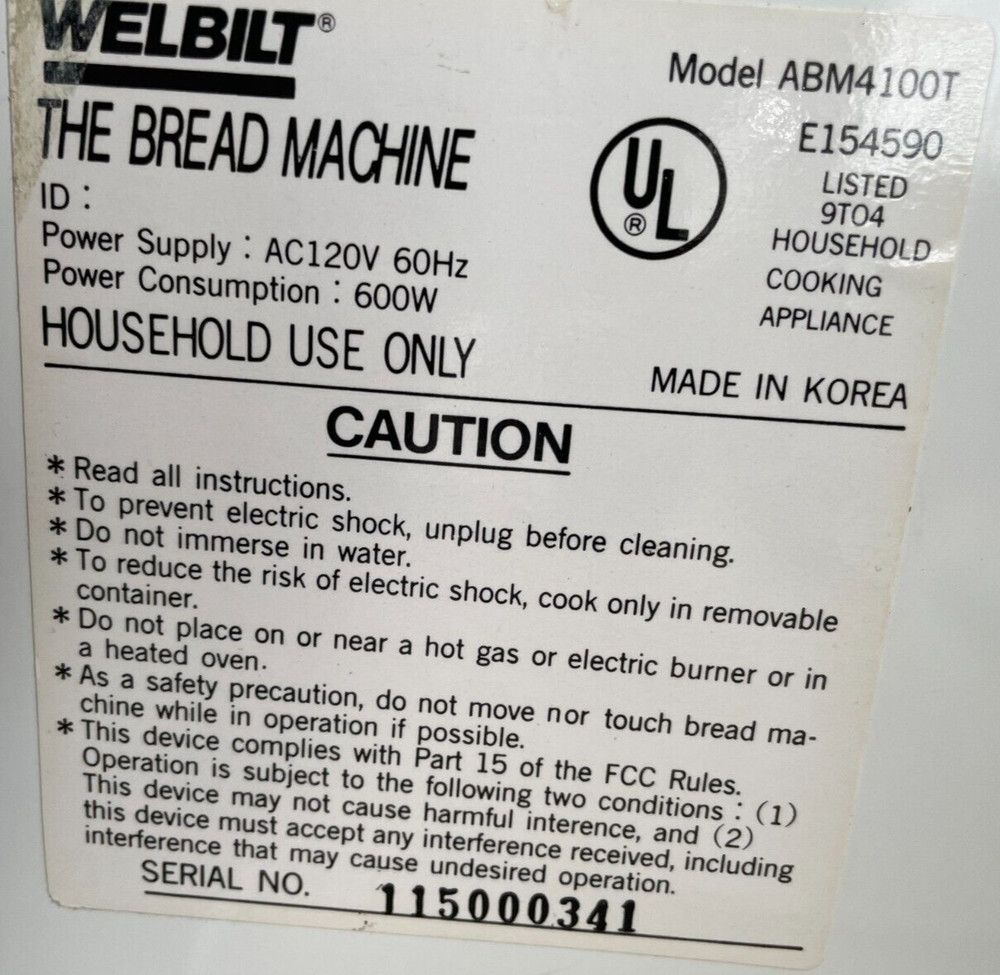 WELBILT®
THE BREAD MACHINE
ID :
Power Supply : AC120V 60Hz
Power Consumption : 600W
HOUSEHOLD USE ONLY
Model ABM4100T
UL ®
E154590
LISTED
9TO4
HOUSEHOLD
COOKING
APPLIANCE
MADE IN KOREA
CAUTION
* Read all instructions.
* To prevent electric shock, unplug before cleaning.
* Do not immerse in water.
* To reduce the risk of electric shock, cook only in removable
container.
* Do not place on or near a hot gas or electric burner or in
a heated oven.
* As a safety precaution, do not move nor touch bread ma-
chine while in operation if possible.
* This device complies with Part 15 of the FCC Rules.
Operation is subject to the following two conditions : (1)
This device may not cause harmful interence, and (2)
this device must accept any interference received, including
interference that may cause undesired operation.
SERIAL NO. 115000341